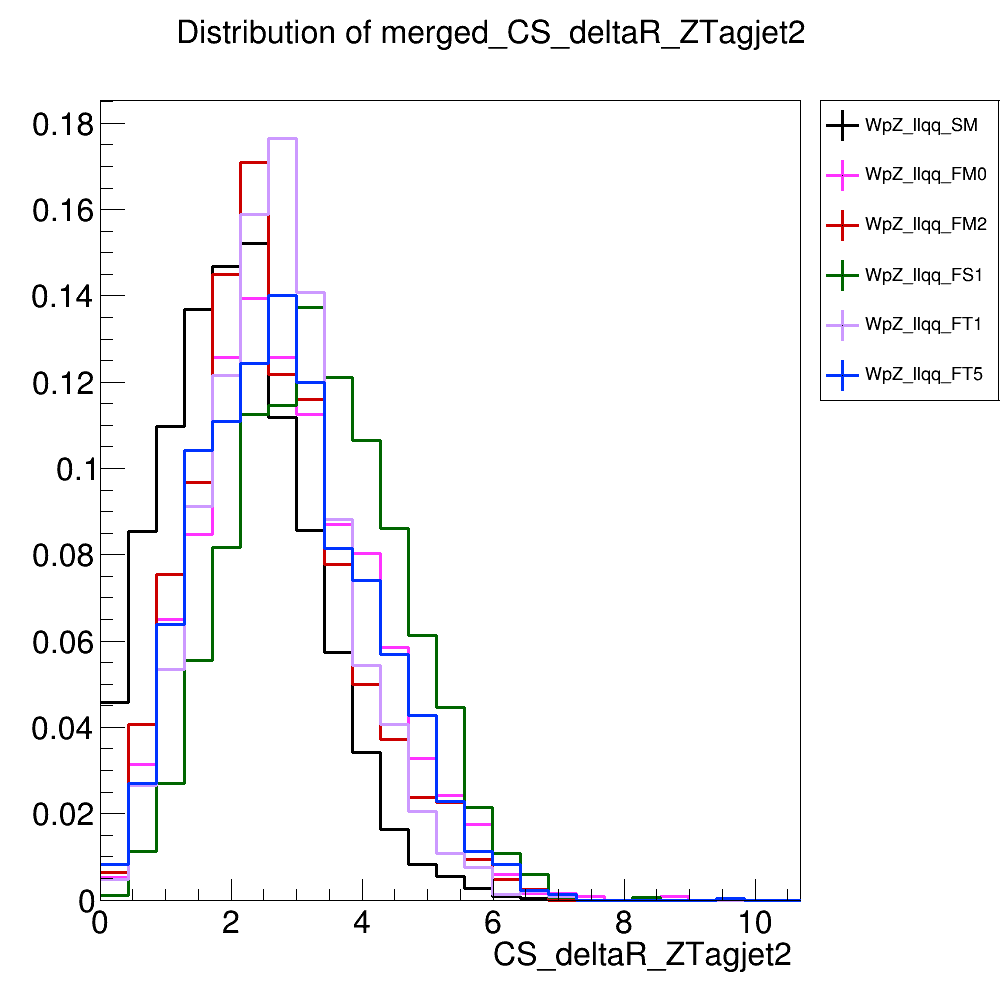 Distribution of merged_CS_deltaR_ZTagjet2
0.18
0.16
0.14
0.12
0.1
0.08
0.06
0.04
0.02
0
0 2 4 6 8 10
CS_deltaR_ZTagjet2
WpZ_llqq_SM
WpZ_llqq_FM0
WpZ_llqq_FM2
WpZ_llqq_FS1
WpZ_llqq_FT1
WpZ_llqq_FT5